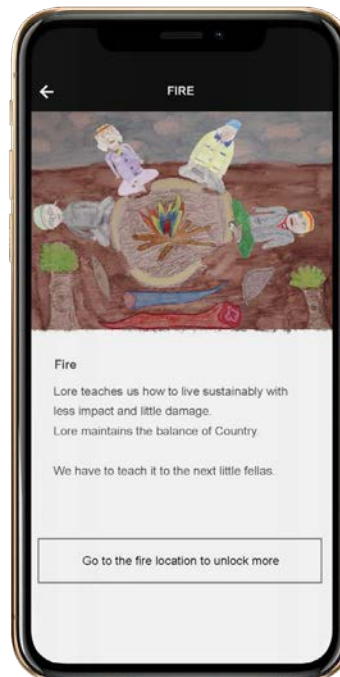 FIRE
Fire
Lore teaches us how to live sustainably with
less impact and little damage.
Lore maintains the balance of Country.
We have to teach it to the next little fellas.
Go to the fire location to unlock more